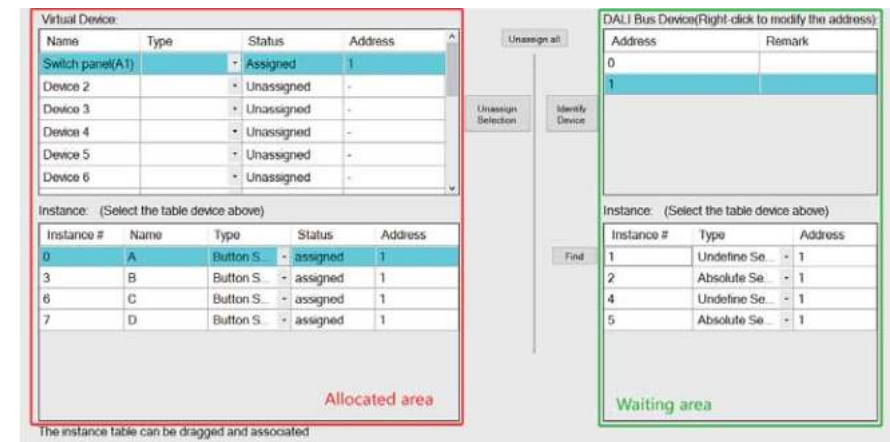 Virtual Device:
Name Type Status Address
Switch panel(A1) Assigned 1
Device 2 Unassigned -
Device 3 Unassigned -
Device 4 Unassigned -
Device 5 Unassigned -
Device 6 Unassigned -
Instance: (Select the table device above)
Instance # Name Type Status Address
0 A Button S... assigned 1
3 B Button S... assigned 1
6 C Button S... assigned 1
7 D Button S... assigned 1
Allocated area
The instance table can be dragged and associated
Unassign all
Unassign Selection
Identify Device
Find
DALI Bus Device(Right-click to modify the address):
Address Remark
0
1
Instance: (Select the table device above)
Instance # Type Address
1 Undefine Se... 1
2 Absolute Se... 1
4 Undefine Se... 1
5 Absolute Se... 1
Waiting area